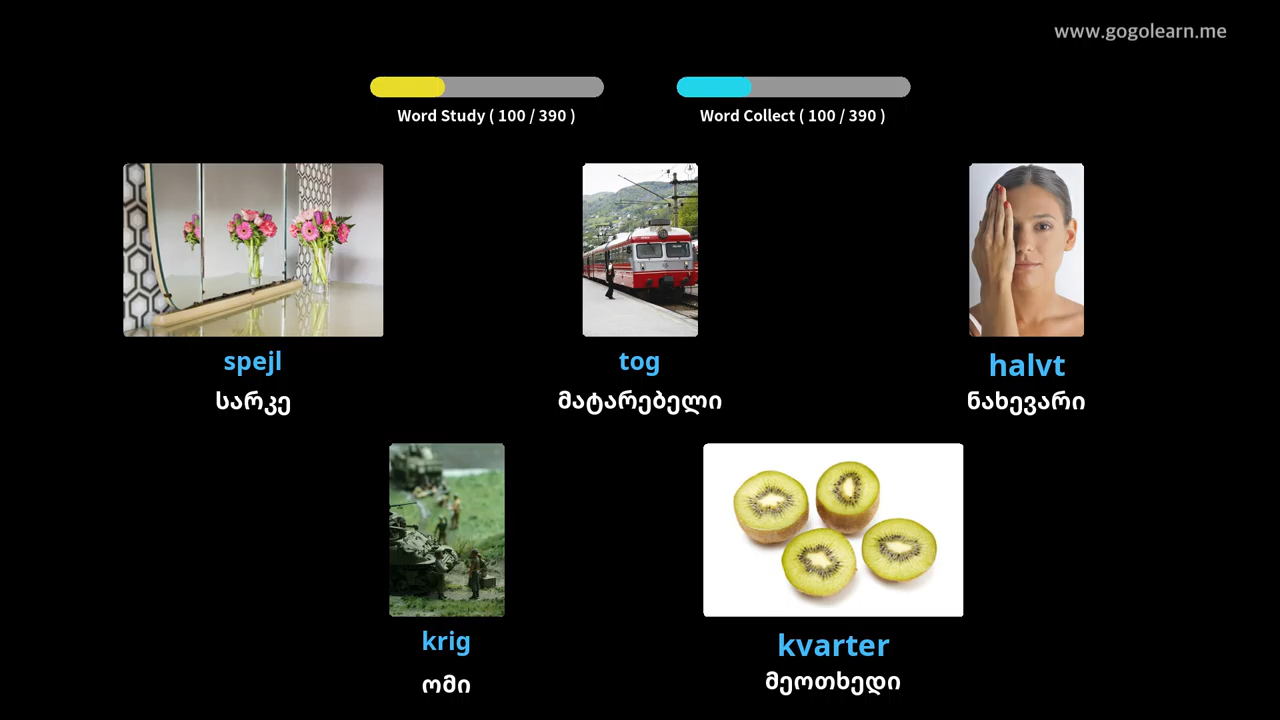 www.gogolearn.me
Word Study ( 100 / 390 )
Word Collect ( 100 / 390 )
spejl
სარკე
tog
მატარებელი
halvt
ნახევარი
krig
ომი
kvarter
მეოთხედი